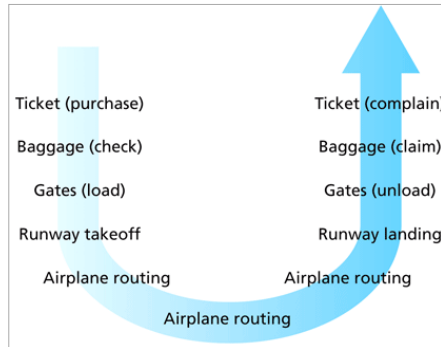 Ticket (purchase)
Ticket (complain)
Baggage (check)
Baggage (claim)
Gates (load)
Gates (unload)
Runway takeoff
Runway landing
Airplane routing
Airplane routing
Airplane routing